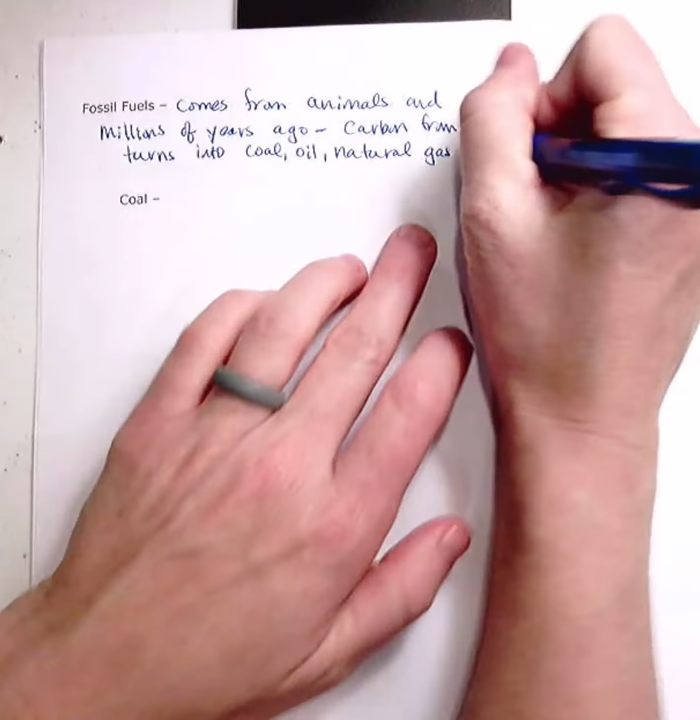 Fossil Fuels – Comes from animals and
Millions of years ago – Carbon from
turns into coal, oil, natural gas
Coal –